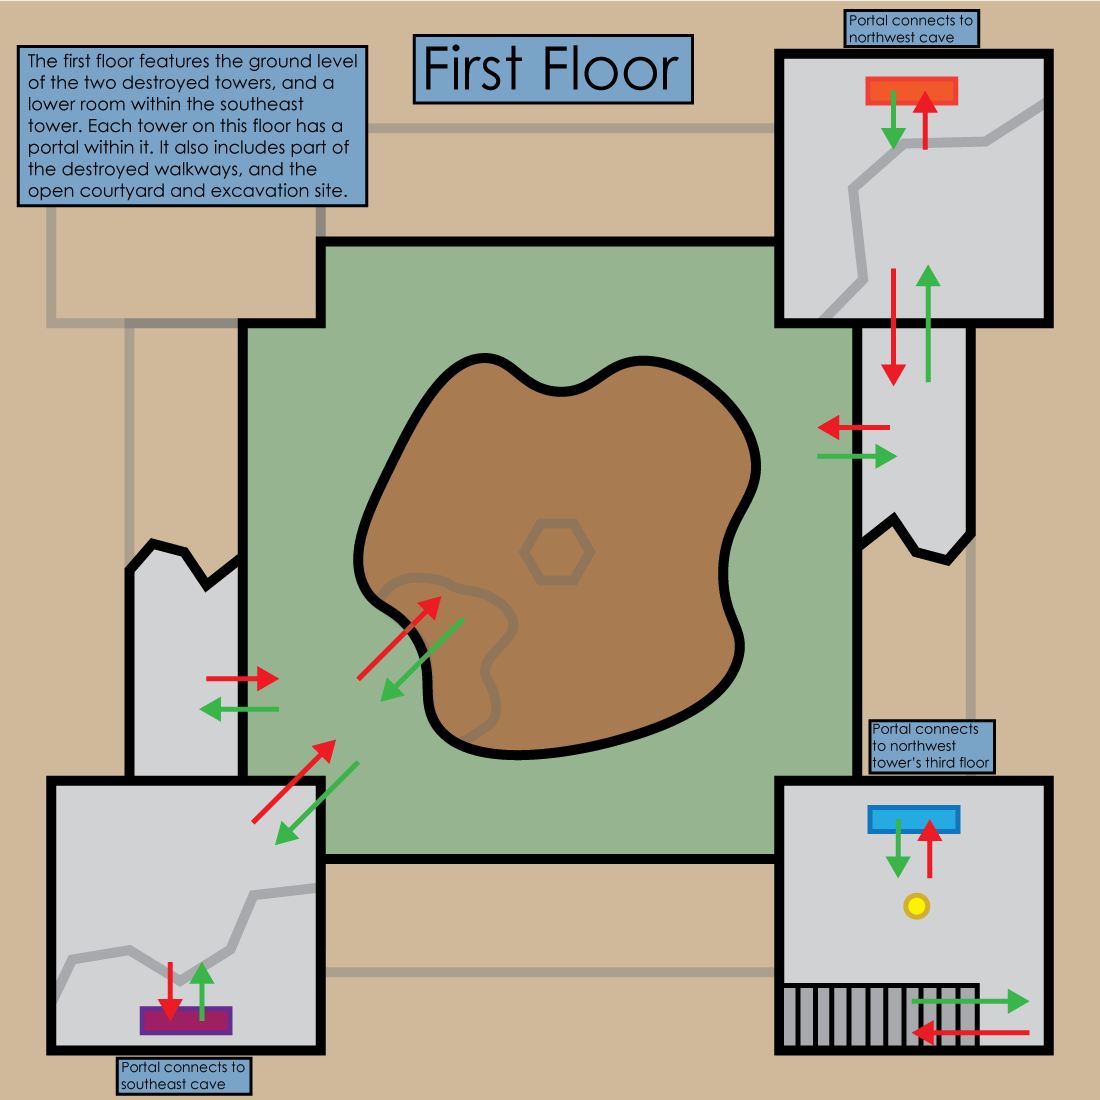 First Floor
The first floor features the ground level
of the two destroyed towers, and a
lower room within the southeast
tower. Each tower on this floor has a
portal within it. It also includes part of
the destroyed walkways, and the
open courtyard and excavation site.
Portal connects to
northwest cave
Portal connects
to northwest
tower's third floor
Portal connects to
southeast cave